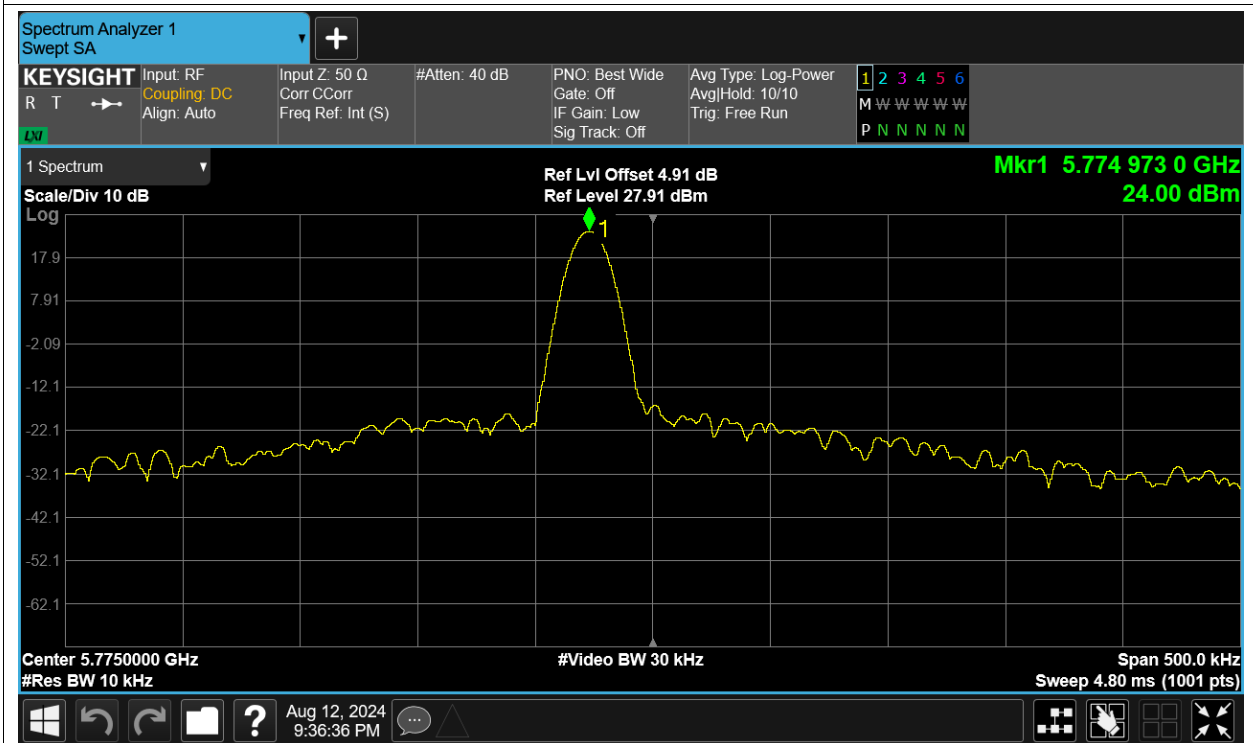 Spectrum Analyzer 1
Swept SA
KEYSIGHT
R T
LXI
Input: RF
Coupling: DC
Align: Auto
Input Z: 50 Ω
Corr CCorr
Freq Ref: Int (S)
#Atten: 40 dB
PNO: Best Wide
Gate: Off
IF Gain: Low
Sig Track: Off
Avg Type: Log-Power
Avg|Hold: 10/10
Trig: Free Run
1 2 3 4 5 6
M W W W W W
P N N N N N
1 Spectrum
Scale/Div 10 dB
Ref Lvl Offset 4.91 dB
Ref Level 27.91 dBm
Mkr1 5.774 973 0 GHz
24.00 dBm
Log
1
17.9
7.91
-2.09
-12.1
-22.1
-32.1
-42.1
-52.1
-62.1
Center 5.7750000 GHz
#Video BW 30 kHz
Span 500.0 kHz
#Res BW 10 kHz
Sweep 4.80 ms (1001 pts)
?
Aug 12, 2024
9:36:36 PM